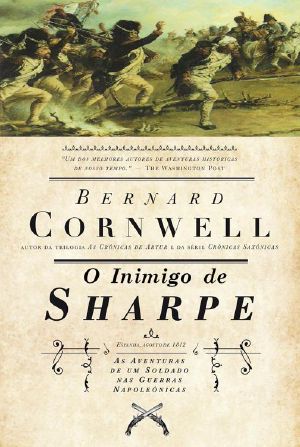 "Um dos melhores autores de aventuras históricas
de nosso tempo." — The Washington Post
BERNARD
CORNWELL
autor da trilogia As Crônicas de Artur e da série Crônicas Saxônicas
O Inimigo de
SHARPE
Espanha, agosto de 1812
As Aventuras
de um Soldado
nas Guerras
Napoleônicas